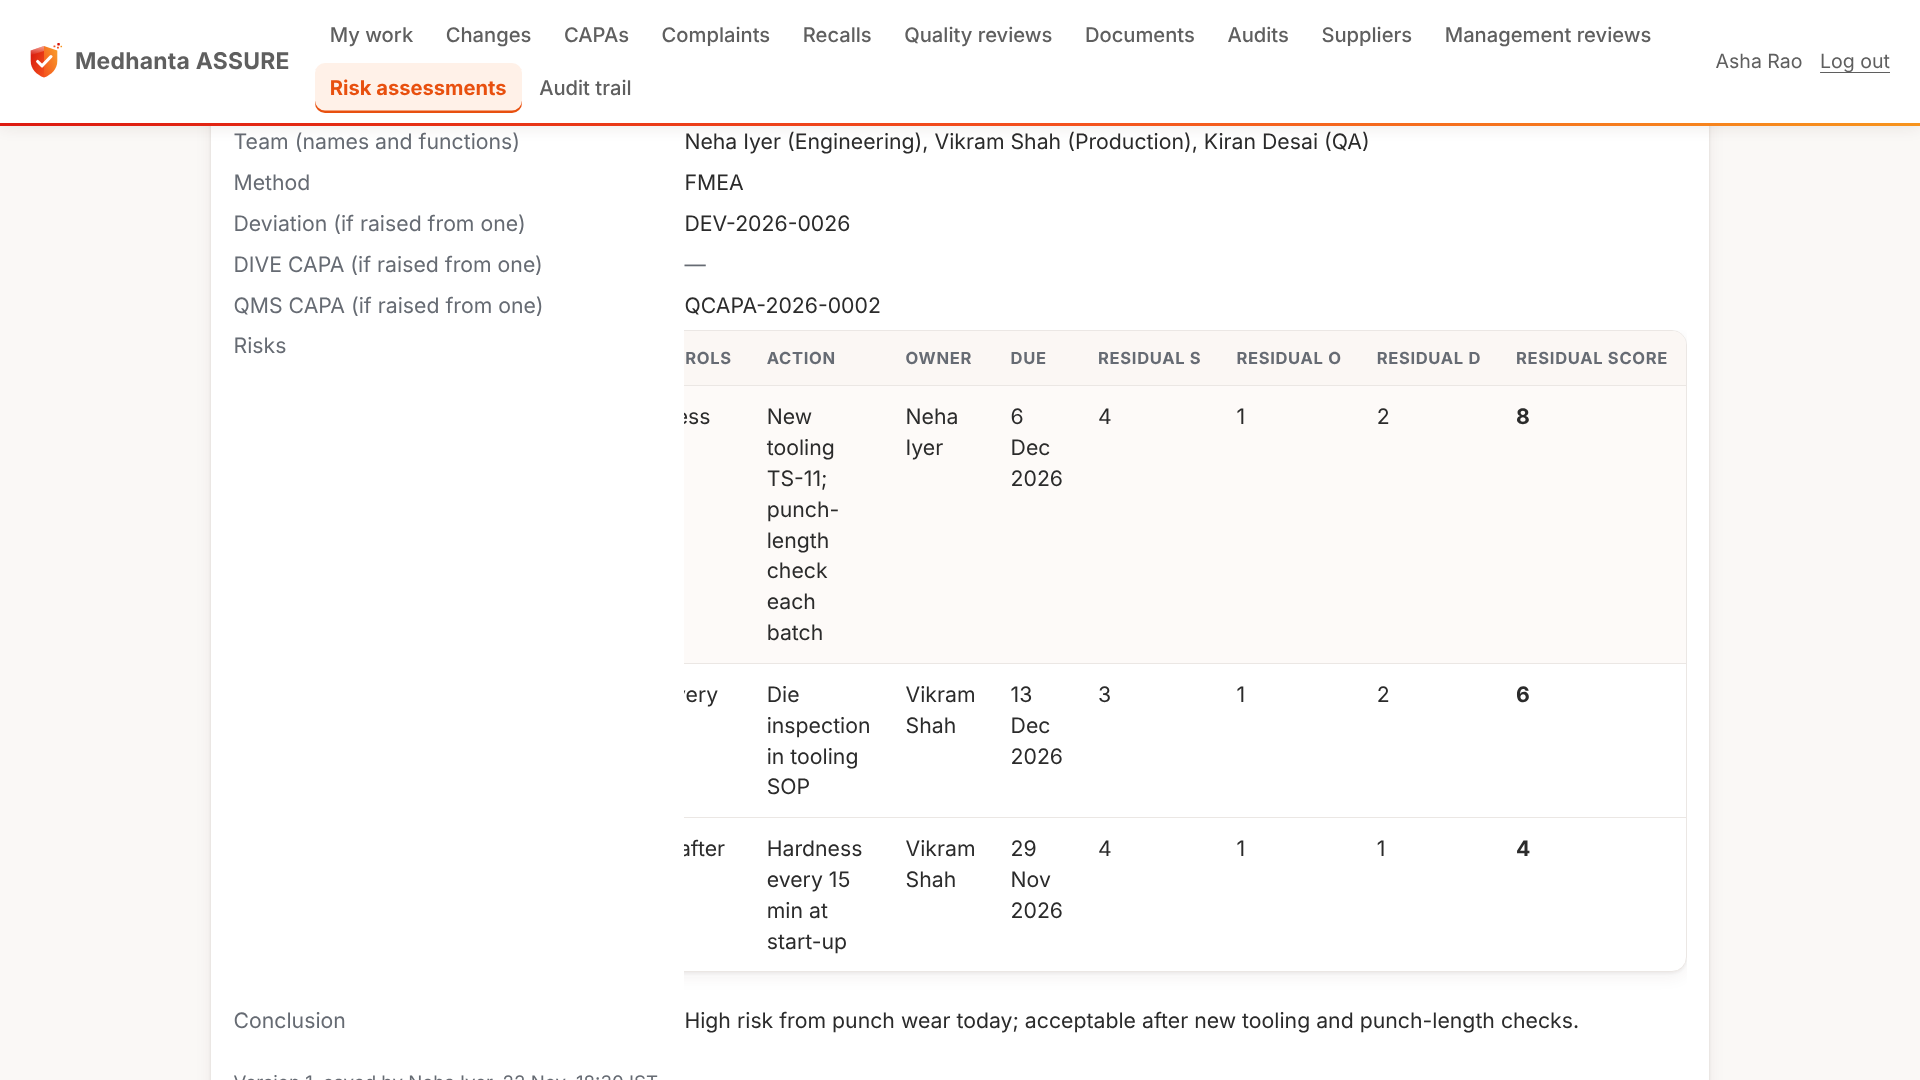 Medhanta ASSURE
My work Changes CAPAs Complaints Recalls Quality reviews Documents Audits Suppliers Management reviews
Risk assessments Audit trail
Asha Rao Log out
Team (names and functions) Neha Iyer (Engineering), Vikram Shah (Production), Kiran Desai (QA)
Method FMEA
Deviation (if raised from one) DEV-2026-0026
DIVE CAPA (if raised from one) —
QMS CAPA (if raised from one) QCAPA-2026-0002
Risks
ROLS ACTION OWNER DUE RESIDUAL S RESIDUAL O RESIDUAL D RESIDUAL SCORE
ess New Neha 6 4 1 2 8
tooling Iyer Dec
TS-11; 2026
punch-
length
check
each
batch
ery Die Vikram 13 3 1 2 6
inspection Shah Dec
in tooling 2026
SOP
after Hardness Vikram 29 4 1 1 4
every 15 Shah Nov
min at 2026
start-up
Conclusion High risk from punch wear today; acceptable after new tooling and punch-length checks.